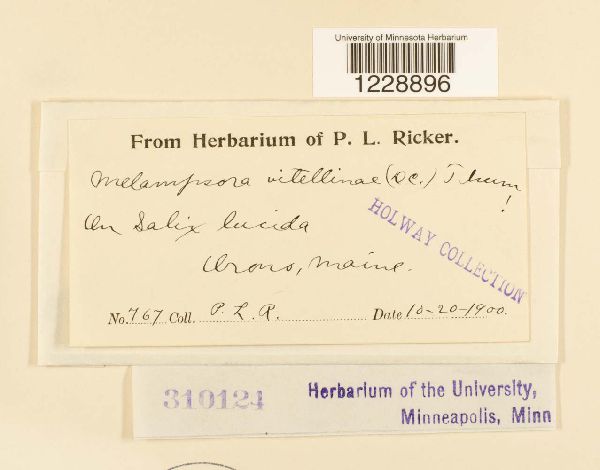 University of Minnesota Herbarium
1228896
From Herbarium of P. L. Ricker.
Melampsora vitellinae (DC.) Thum!
On Salix lucida
HOLWAY COLLECTION
Orono, Maine.
No. 767 Coll. P. L. R. Date 10-20-1900.
310124 Herbarium of the University,
Minneapolis, Minn